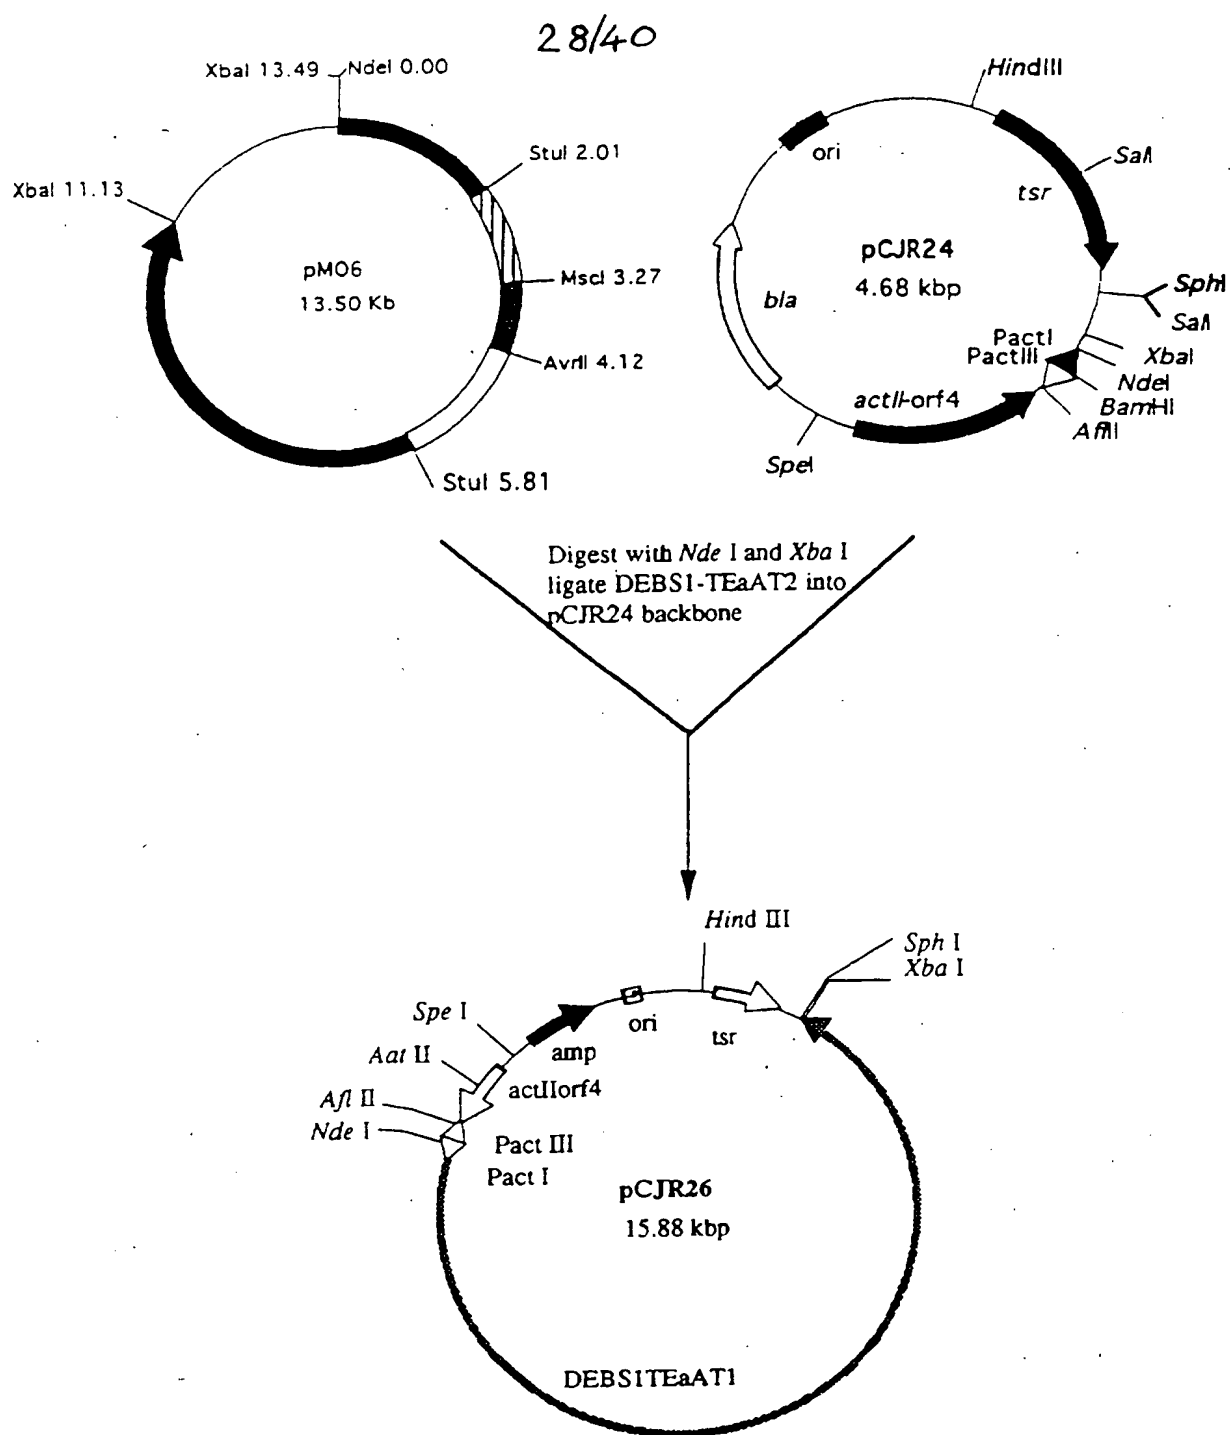 28/40
XbaI 13.49
NdeI 0.00
StuI 2.01
XbaI 11.13
pM06
13.50 Kb
MscI 3.27
AvrII 4.12
StuI 5.81
HindIII
ori
SalI
tsr
pCJR24
4.68 kbp
bla
SphI
SalI
PactI
PactIII
XbaI
NdeI
BamHI
AflII
actII-orf4
SpeI
Digest with Nde I and Xba I
ligate DEBS1-TEaAT2 into
pCJR24 backbone
Hind III
Sph I
Xba I
Spe I
ori
tsr
amp
Aat II
actIIorf4
Afl II
Nde I
Pact III
Pact I
pCJR26
15.88 kbp
DEBS1TEaAT1